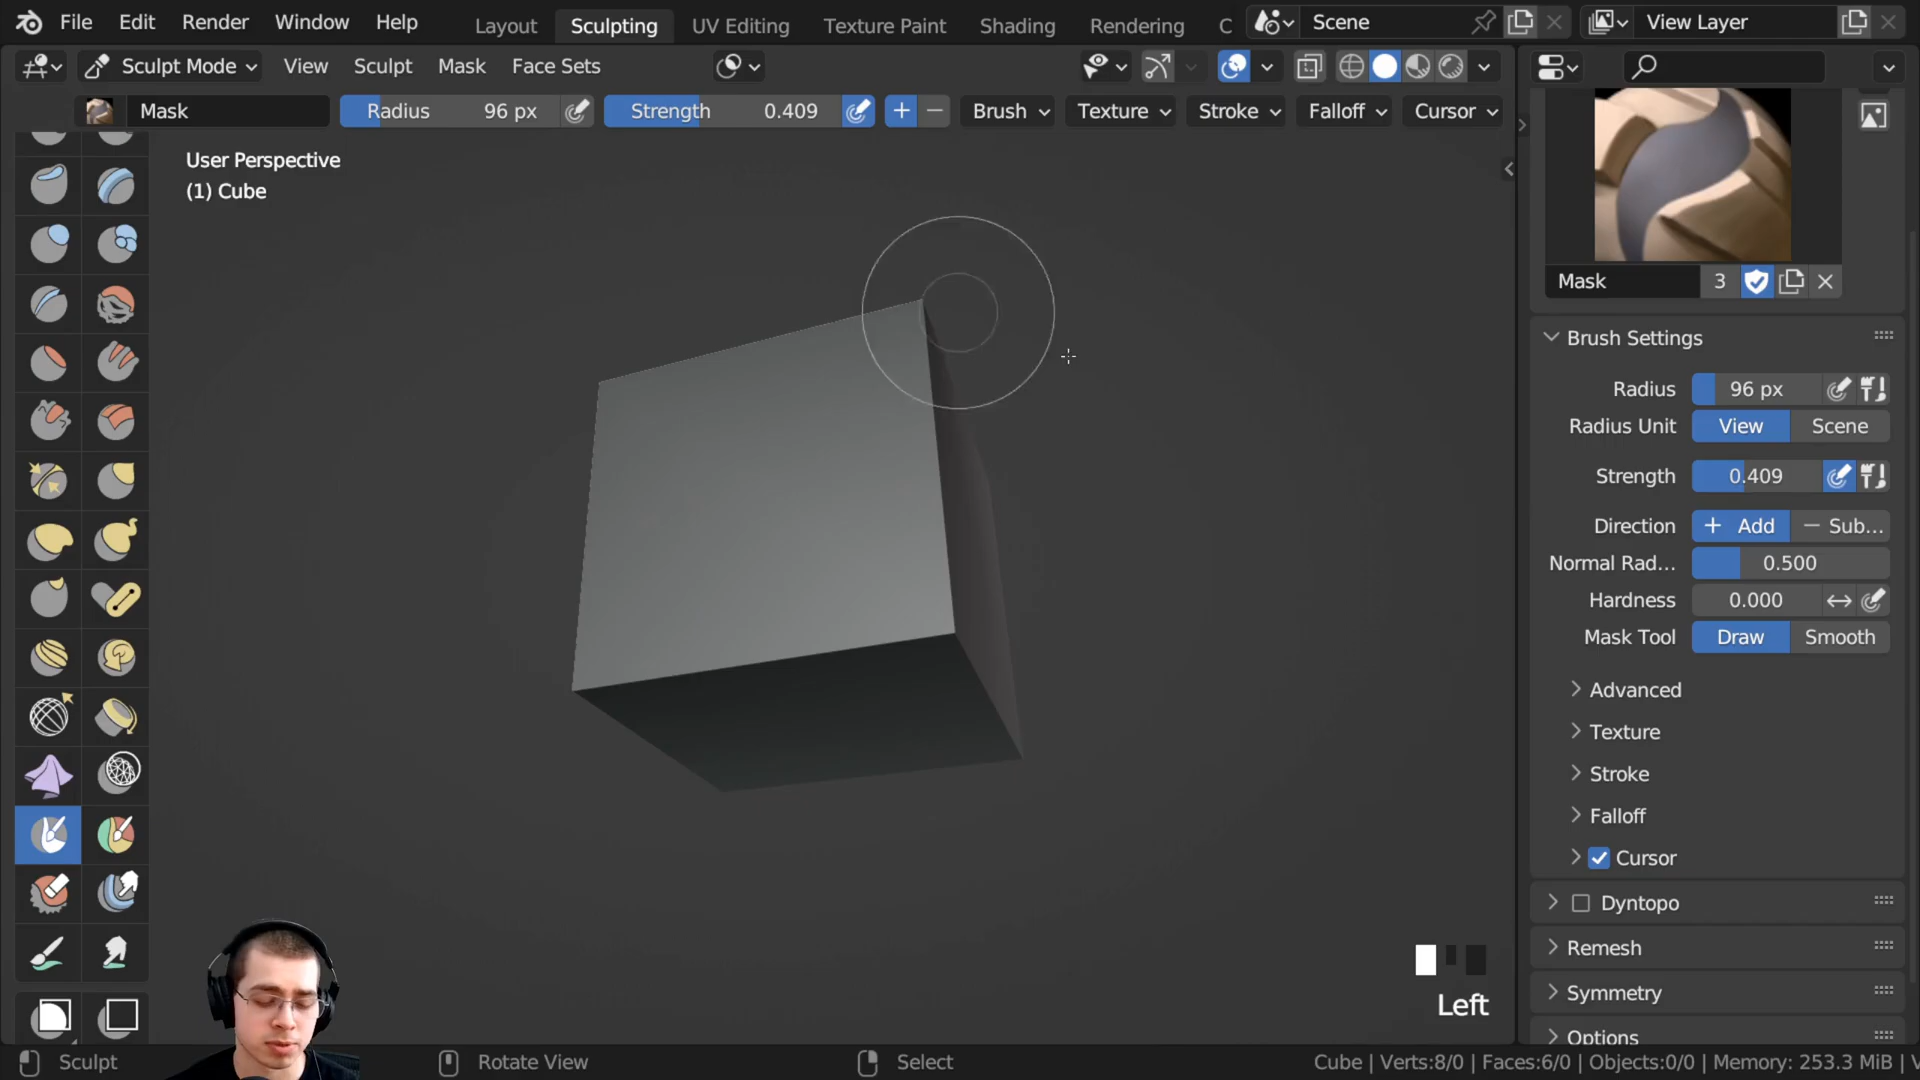 File Edit Render Window Help Layout Sculpting UV Editing Texture Paint Shading Rendering C Scene View Layer
Sculpt Mode View Sculpt Mask Face Sets
Mask Radius 96 px Strength 0.409 + − Brush Texture Stroke Falloff Cursor
User Perspective
(1) Cube
Mask 3
Brush Settings
Radius 96 px
Radius Unit View Scene
Strength 0.409
Direction + Add − Sub...
Normal Rad... 0.500
Hardness 0.000
Mask Tool Draw Smooth
Advanced
Texture
Stroke
Falloff
Cursor
Dyntopo
Remesh
Symmetry
Options
Left
Sculpt Rotate View Select Cube | Verts:8/0 | Faces:6/0 | Objects:0/0 | Memory: 253.3 MiB | V